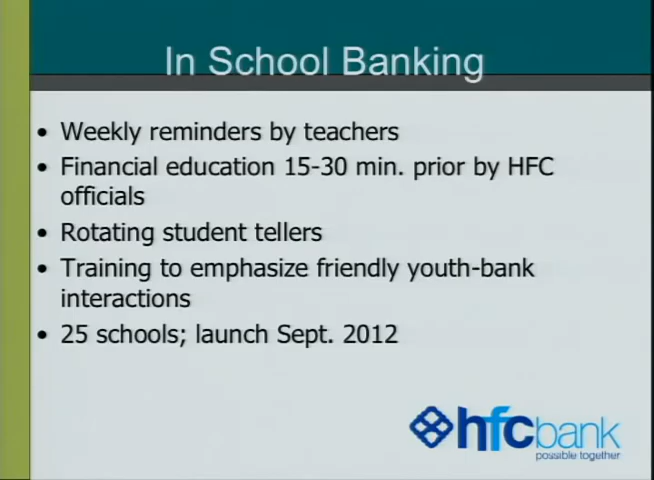 In School Banking
• Weekly reminders by teachers
• Financial education 15-30 min. prior by HFC
officials
• Rotating student tellers
• Training to emphasize friendly youth-bank
interactions
• 25 schools; launch Sept. 2012
hfcbank
possible together